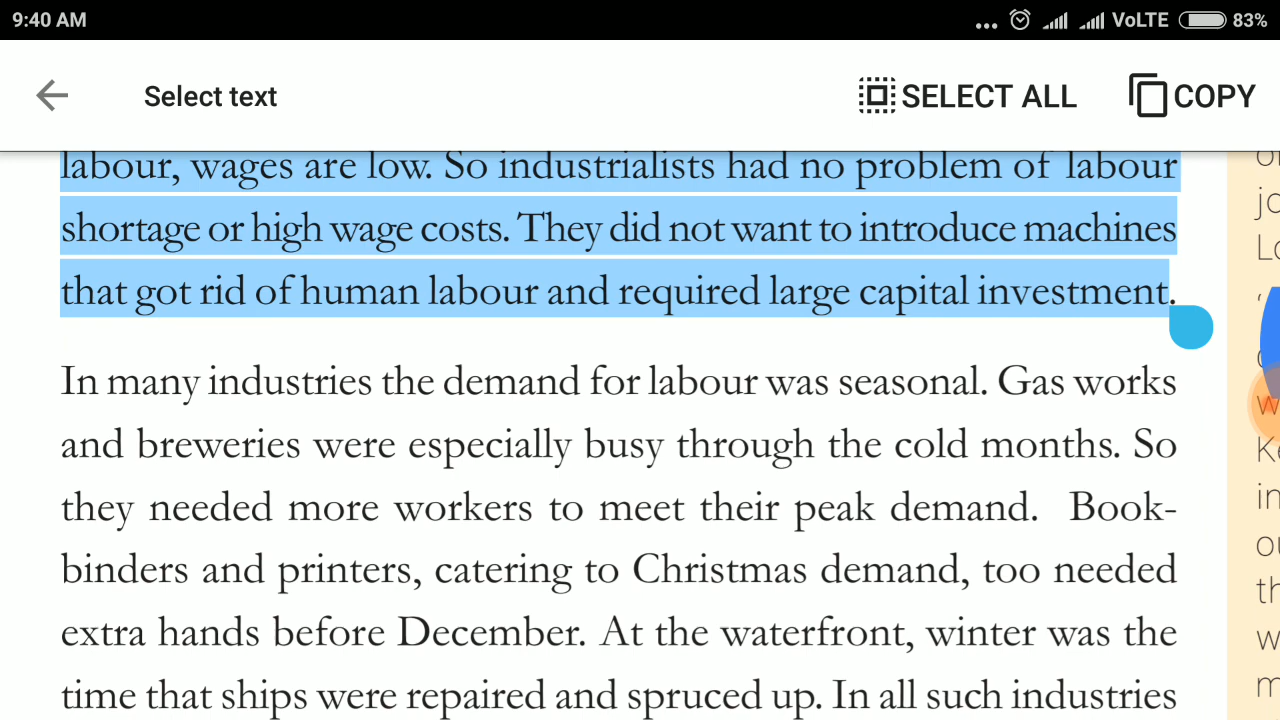 9:40 AM
VoLTE 83%
Select text
SELECT ALL
COPY
labour, wages are low. So industrialists had no problem of labour
shortage or high wage costs. They did not want to introduce machines
that got rid of human labour and required large capital investment.
In many industries the demand for labour was seasonal. Gas works
and breweries were especially busy through the cold months. So
they needed more workers to meet their peak demand. Book-
binders and printers, catering to Christmas demand, too needed
extra hands before December. At the waterfront, winter was the
time that ships were repaired and spruced up. In all such industries